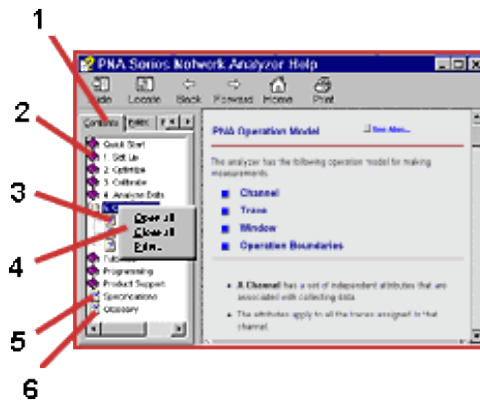 1
PNA Series Network Analyzer Help
2
Hide Locate Back Forward Home Print
Contents Index
PNA Operation Model See Also...
Quick Start
1. Set Up
2. Optimize
3. Calibrate
4. Analyze Data
The analyzer has the following operation model for making
measurements.
Channel
Trace
Window
Operation Boundaries
3
Open all
Close all
Print...
4
Programming
Product Support
Specifications
Glossary
A Channel has a set of independent attributes that are
associated with collecting data.
The attributes apply to all the traces assigned to that
channel.
5
6